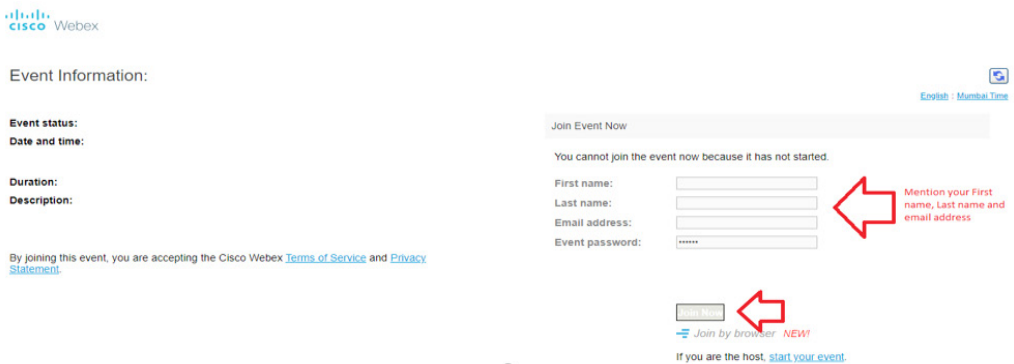 CISCO Webex
Event Information:
English : Mumbai Time
Event status:
Date and time:
Duration:
Description:
By joining this event, you are accepting the Cisco Webex Terms of Service and Privacy
Statement.
Join Event Now
You cannot join the event now because it has not started.
First name:
Last name:
Email address:
Event password:
••••••
Mention your First
name, Last name and
email address
Join Now
Join by browser NEW!
If you are the host, start your event.